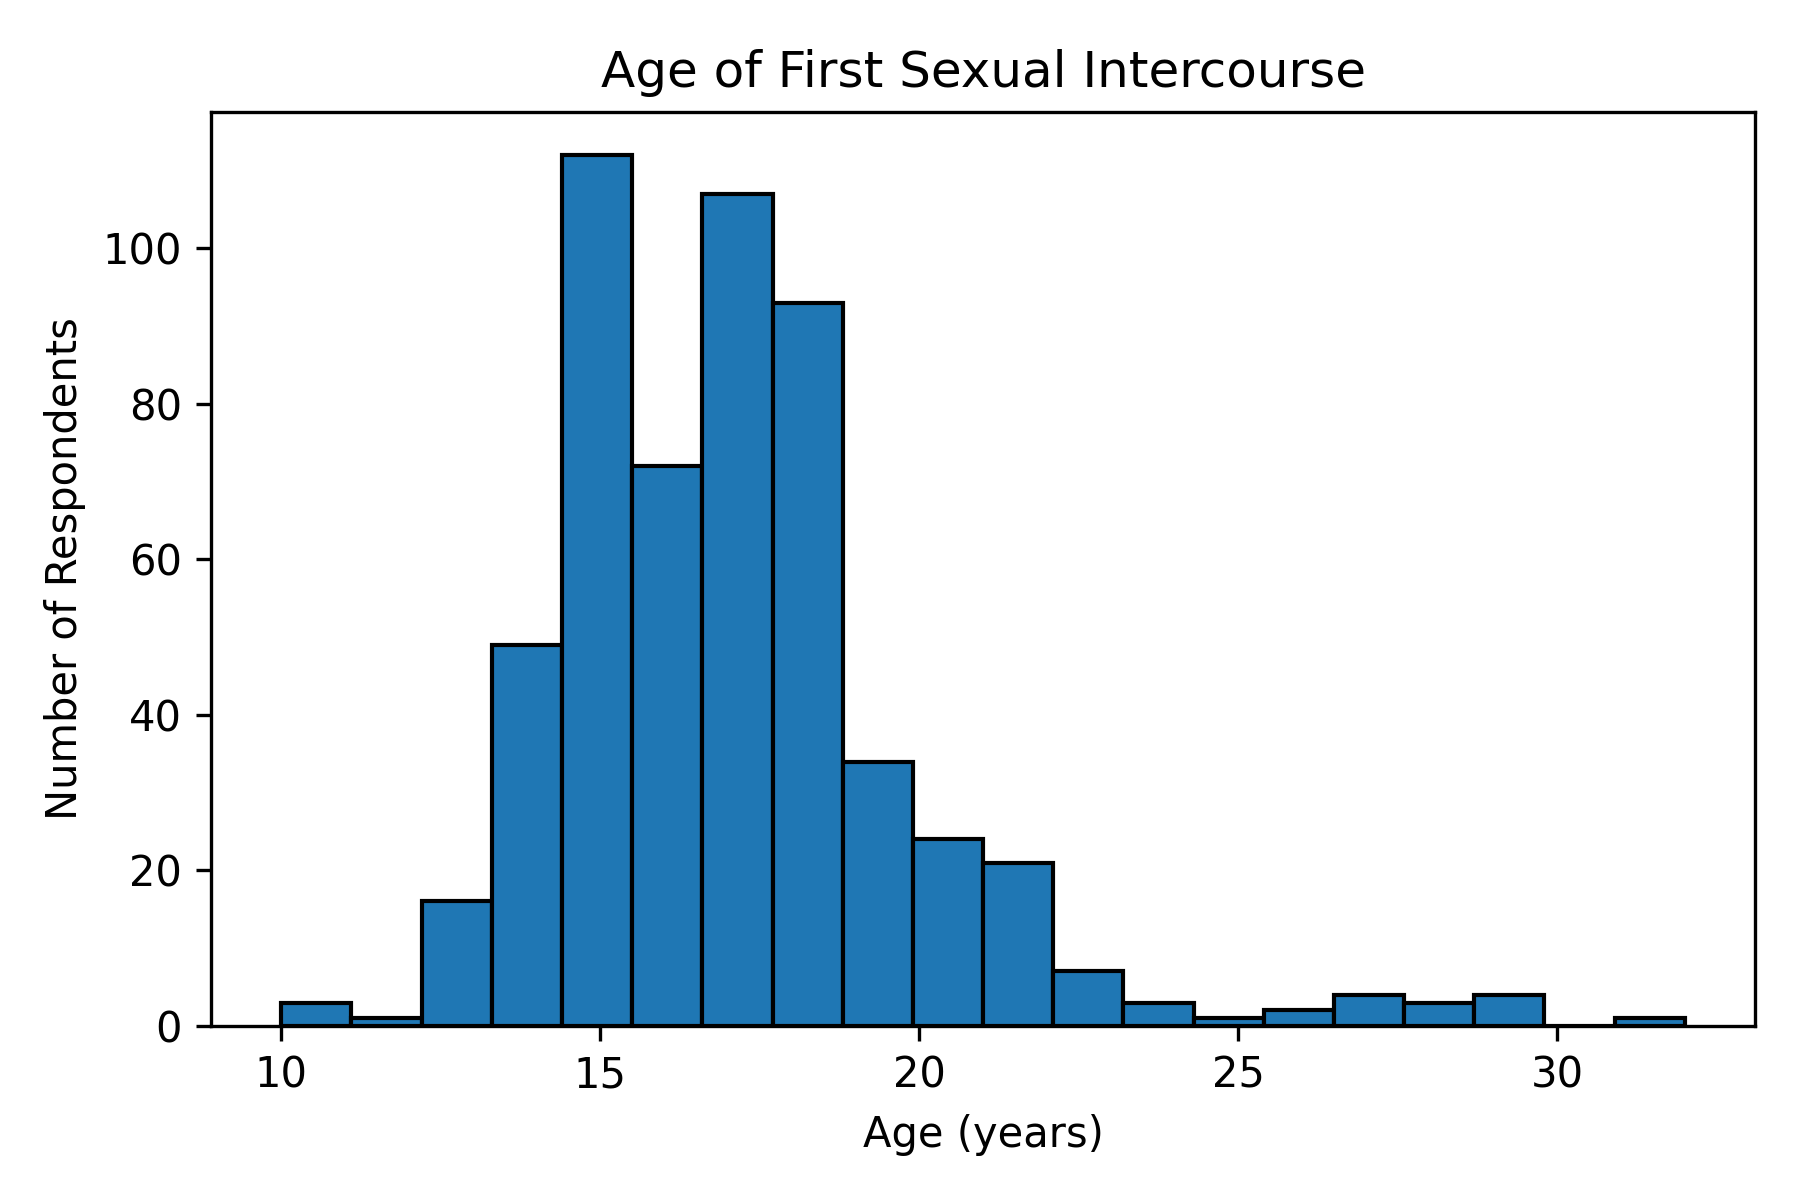 Age of First Sexual Intercourse
Number of Respondents
100
80
60
40
20
0
10 15 20 25 30
Age (years)